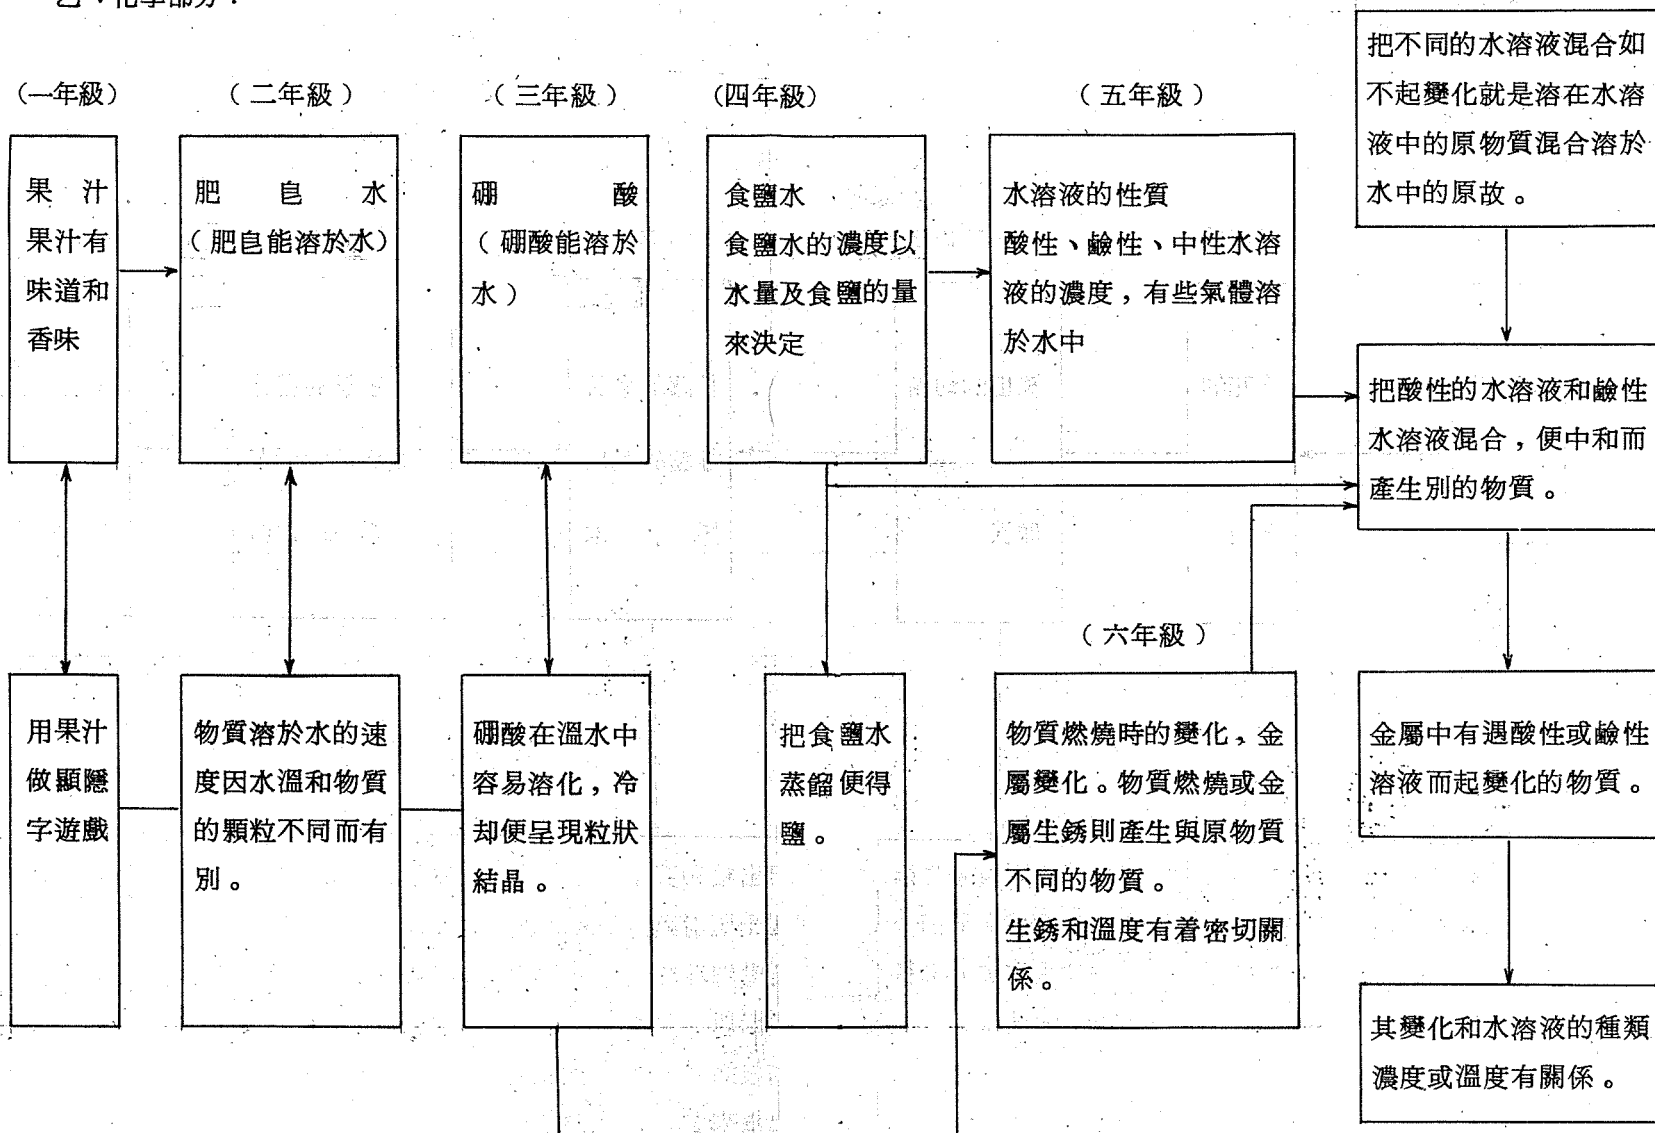 乙、化學部分：
（一年級）
（二年級）
（三年級）
（四年級）
（五年級）
果汁
果汁有
味道和
香味
肥皂水
（肥皂能溶於水）
硼酸
（硼酸能溶於
水）
食鹽水
食鹽水的濃度以
水量及食鹽的量
來決定
水溶液的性質
酸性、鹼性、中性水溶
液的濃度，有些氣體溶
於水中
把不同的水溶液混合如
不起變化就是溶在水溶
液中的原物質混合溶於
水中的原故。
把酸性的水溶液和鹼性
水溶液混合，便中和而
產生別的物質。
用果汁
做顯隱
字遊戲
物質溶於水的速
度因水溫和物質
的顆粒不同而有
別。
硼酸在溫水中
容易溶化，冷
却便呈現粒狀
結晶。
把食鹽水
蒸餾便得
鹽。
（六年級）
物質燃燒時的變化，金
屬變化。物質燃燒或金
屬生銹則產生與原物質
不同的物質。
生銹和溫度有着密切關
係。
金屬中有遇酸性或鹼性
溶液而起變化的物質。
其變化和水溶液的種類
濃度或溫度有關係。